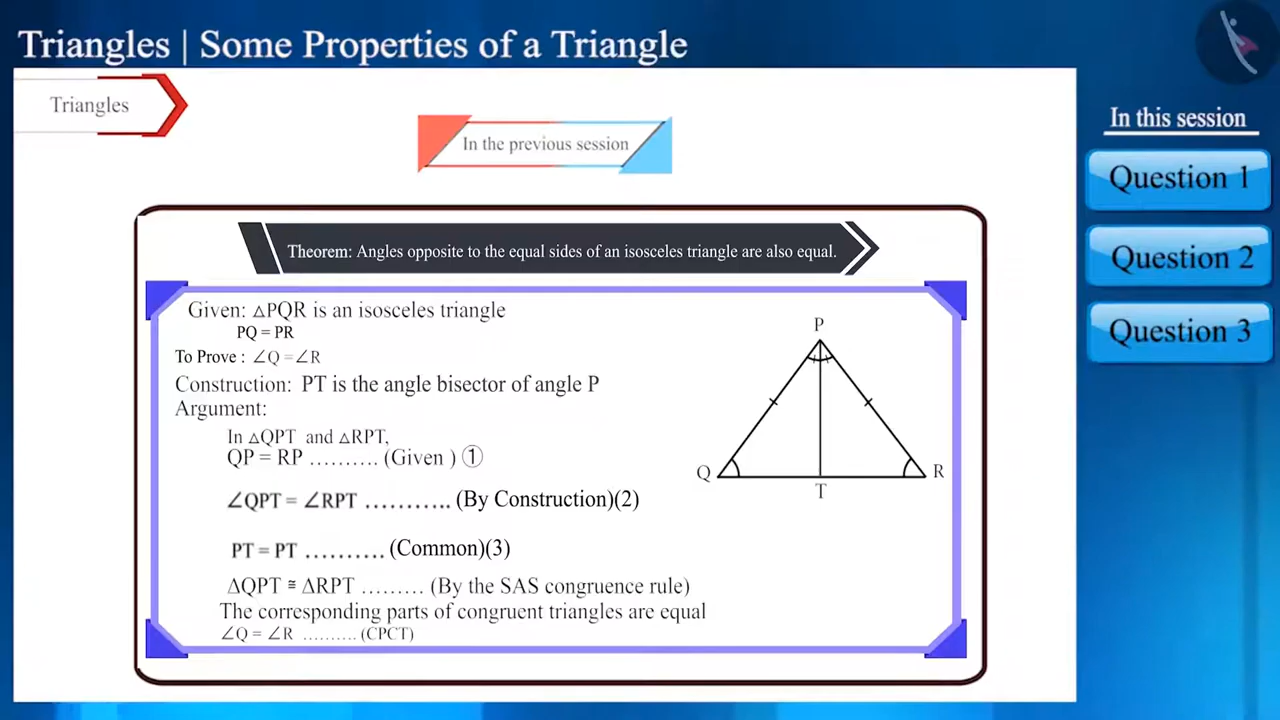 Triangles | Some Properties of a Triangle
Triangles
In the previous session
Theorem: Angles opposite to the equal sides of an isosceles triangle are also equal.
Given: △PQR is an isosceles triangle
PQ = PR
To Prove : ∠Q =∠R
Construction: PT is the angle bisector of angle P
Argument:
In △QPT and △RPT,
QP = RP .......... (Given ) ①
∠QPT = ∠RPT ........... (By Construction)(2)
PT = PT .......... (Common)(3)
ΔQPT ≅ ΔRPT ......... (By the SAS congruence rule)
The corresponding parts of congruent triangles are equal
∠Q = ∠R .......... (CPCT)
P
Q
R
T
In this session
Question 1
Question 2
Question 3